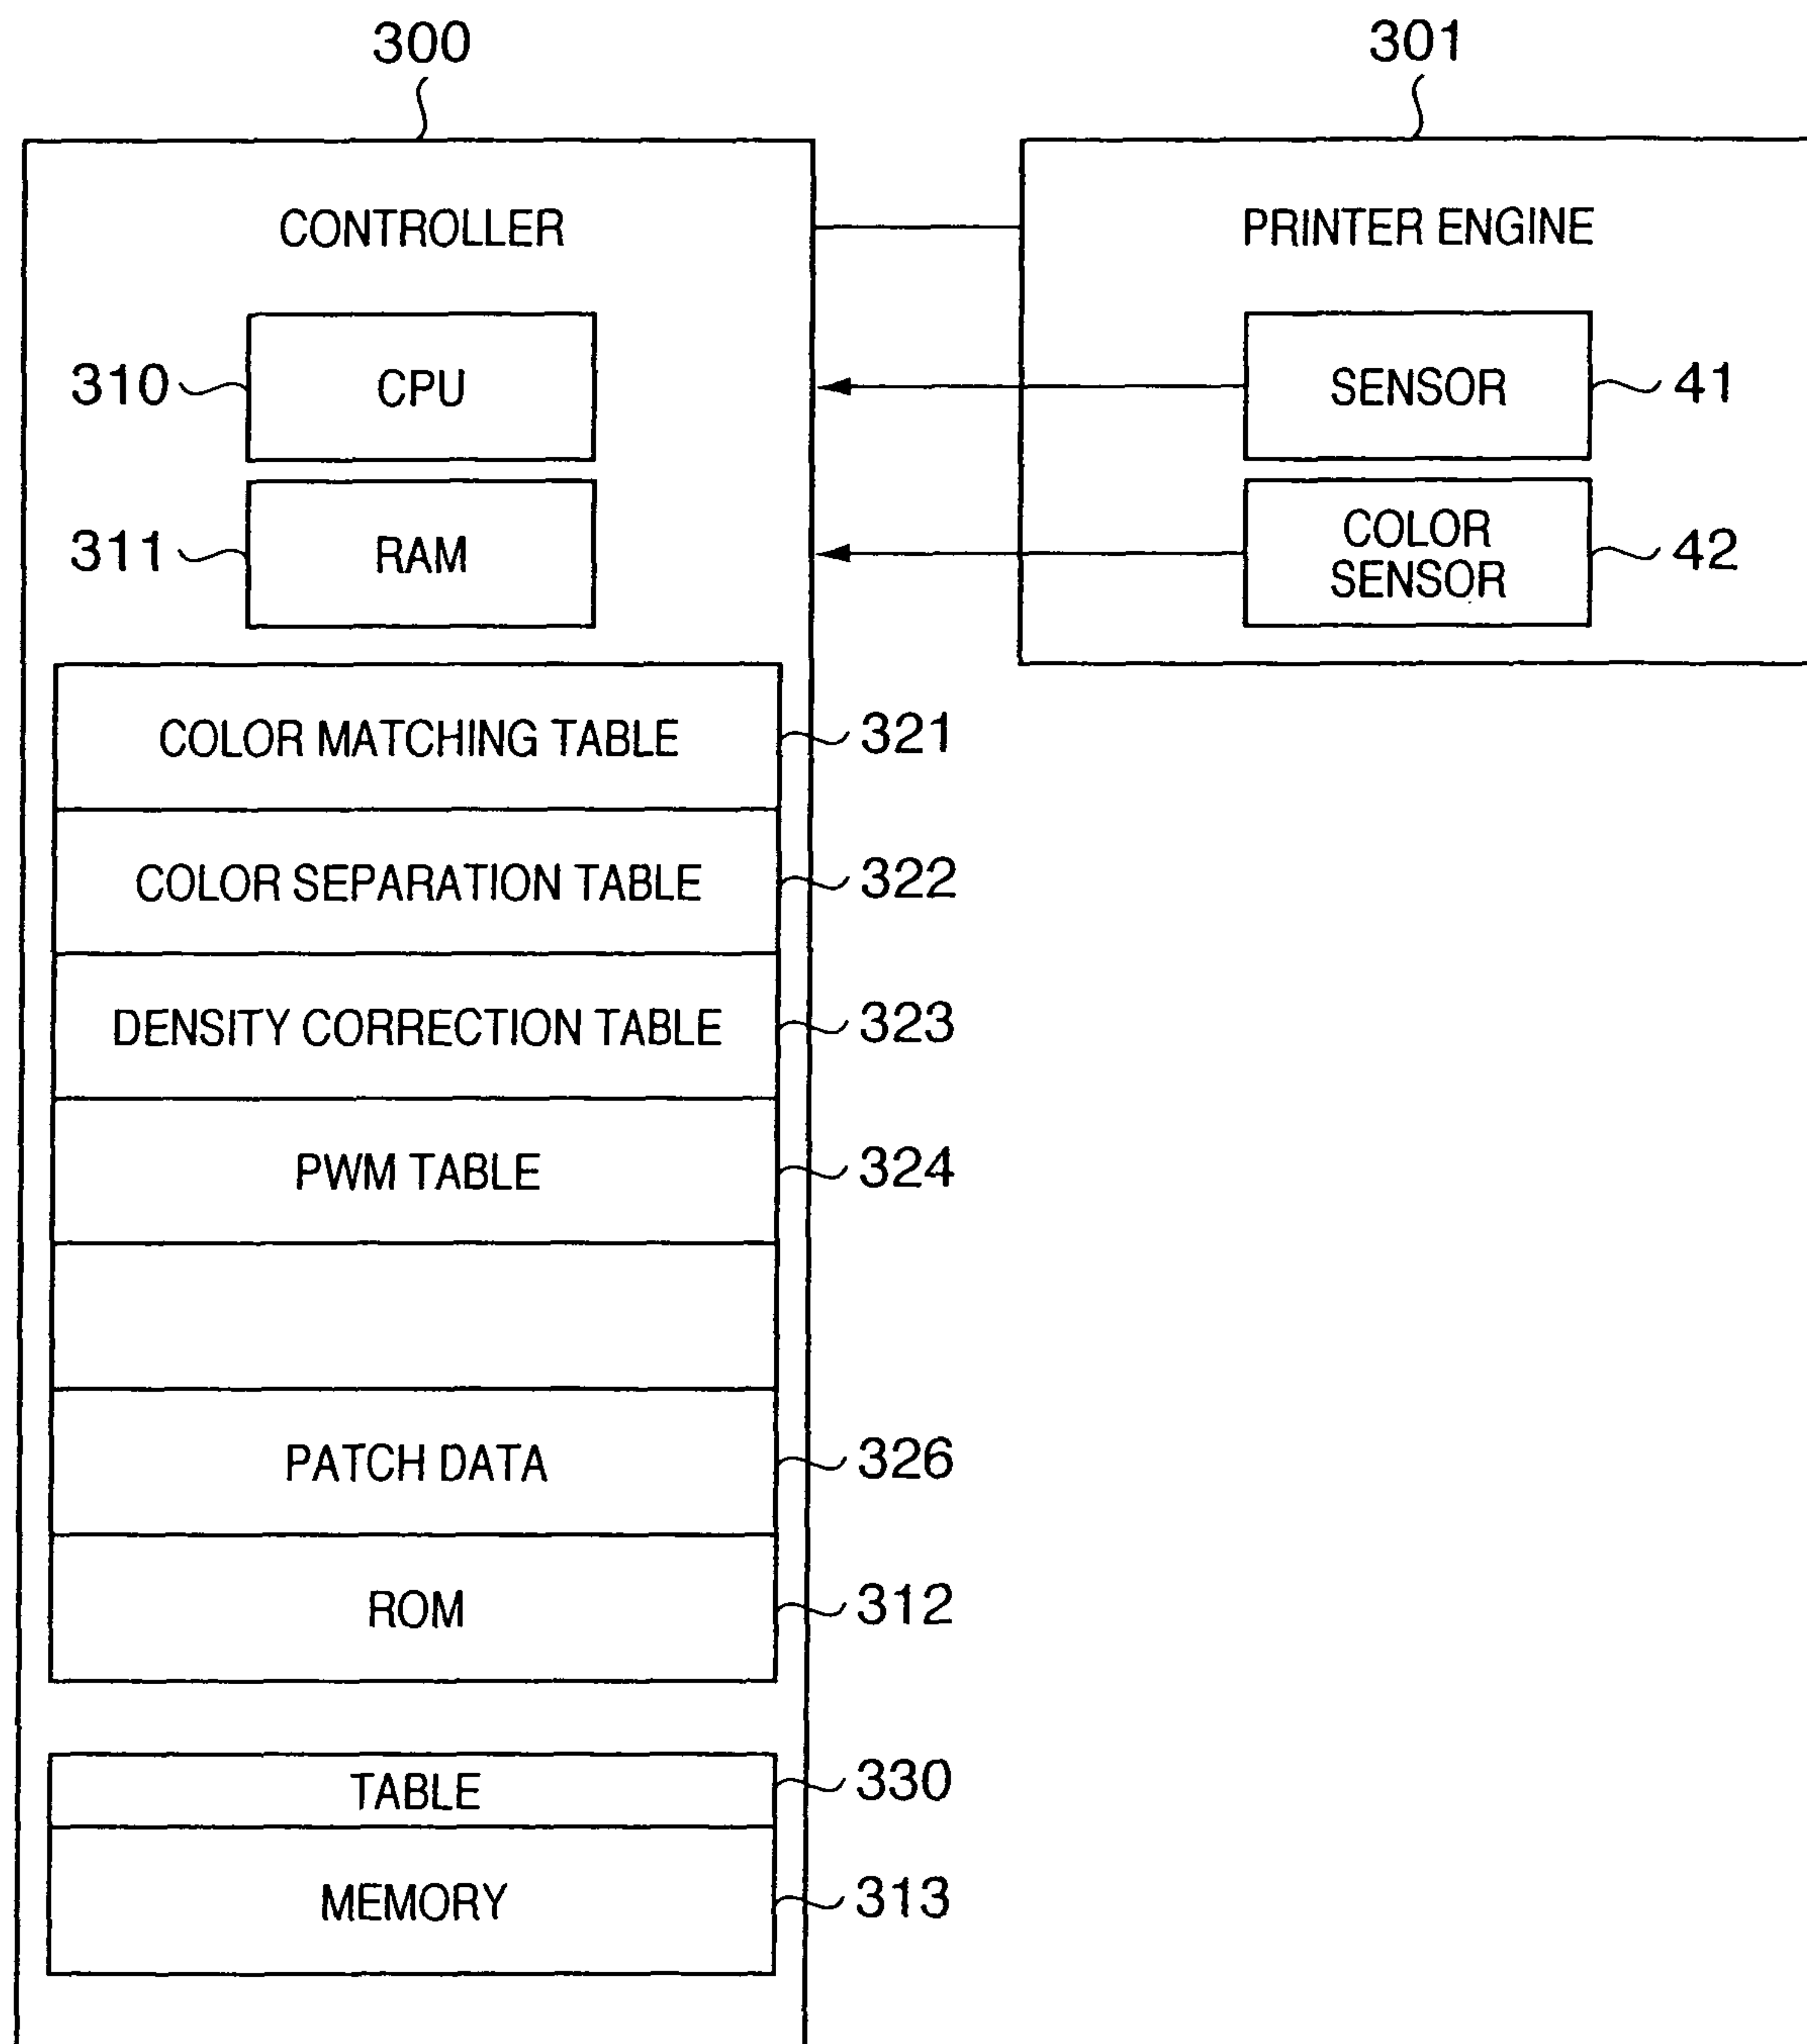 300
301
CONTROLLER
PRINTER ENGINE
310
CPU
SENSOR
41
311
RAM
COLOR
SENSOR
42
COLOR MATCHING TABLE
321
COLOR SEPARATION TABLE
322
DENSITY CORRECTION TABLE
323
PWM TABLE
324
PATCH DATA
326
ROM
312
TABLE
330
MEMORY
313